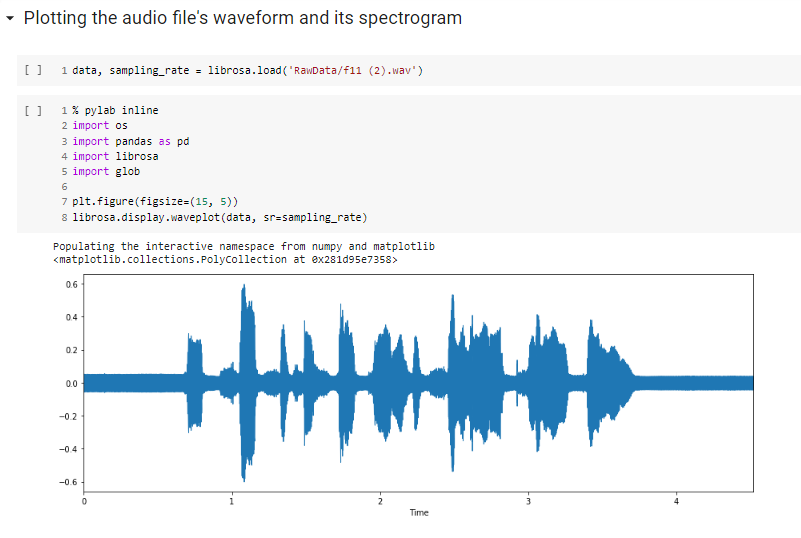 Plotting the audio file's waveform and its spectrogram
[ ] 1 data, sampling_rate = librosa.load('RawData/f11 (2).wav')
[ ] 1 % pylab inline
2 import os
3 import pandas as pd
4 import librosa
5 import glob
6
7 plt.figure(figsize=(15, 5))
8 librosa.display.waveplot(data, sr=sampling_rate)
Populating the interactive namespace from numpy and matplotlib
<matplotlib.collections.PolyCollection at 0x281d95e7358>
0.6
0.4
0.2
0.0
−0.2
−0.4
−0.6
0 1 2 3 4
Time